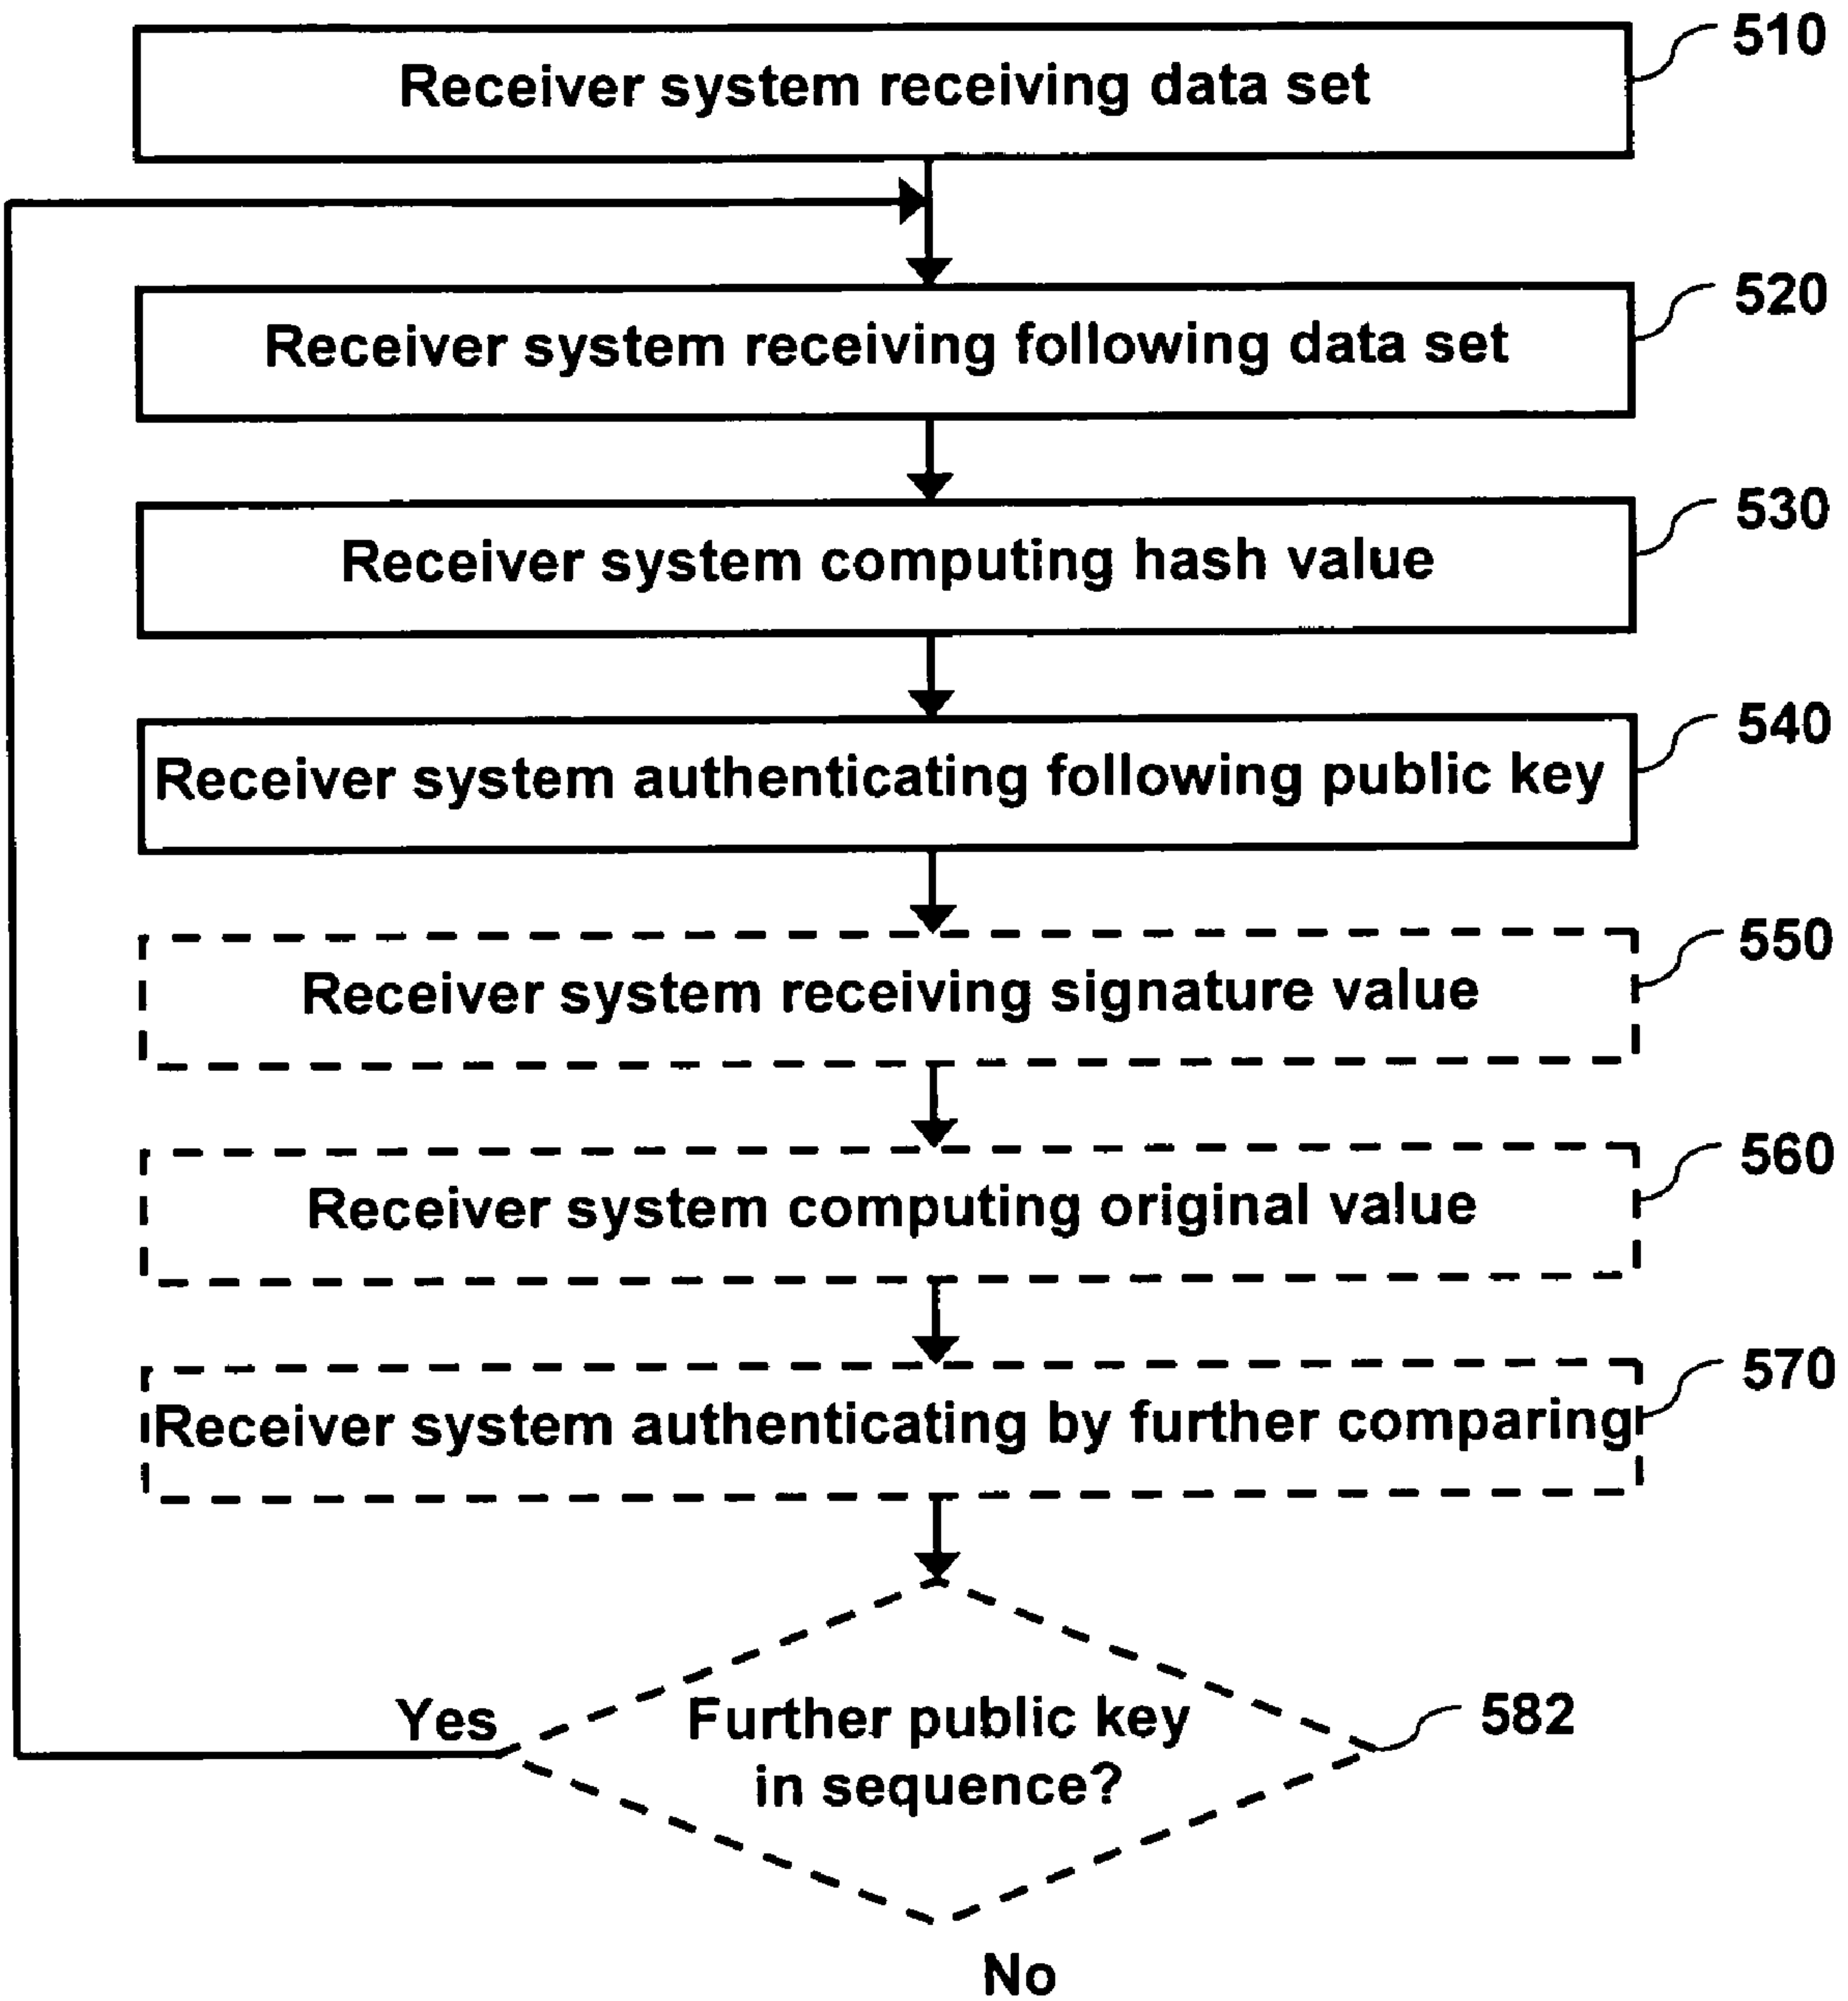 510
Receiver system receiving data set
520
Receiver system receiving following data set
530
Receiver system computing hash value
540
Receiver system authenticating following public key
550
Receiver system receiving signature value
560
Receiver system computing original value
570
Receiver system authenticating by further comparing
Yes
Further public key
in sequence?
582
No